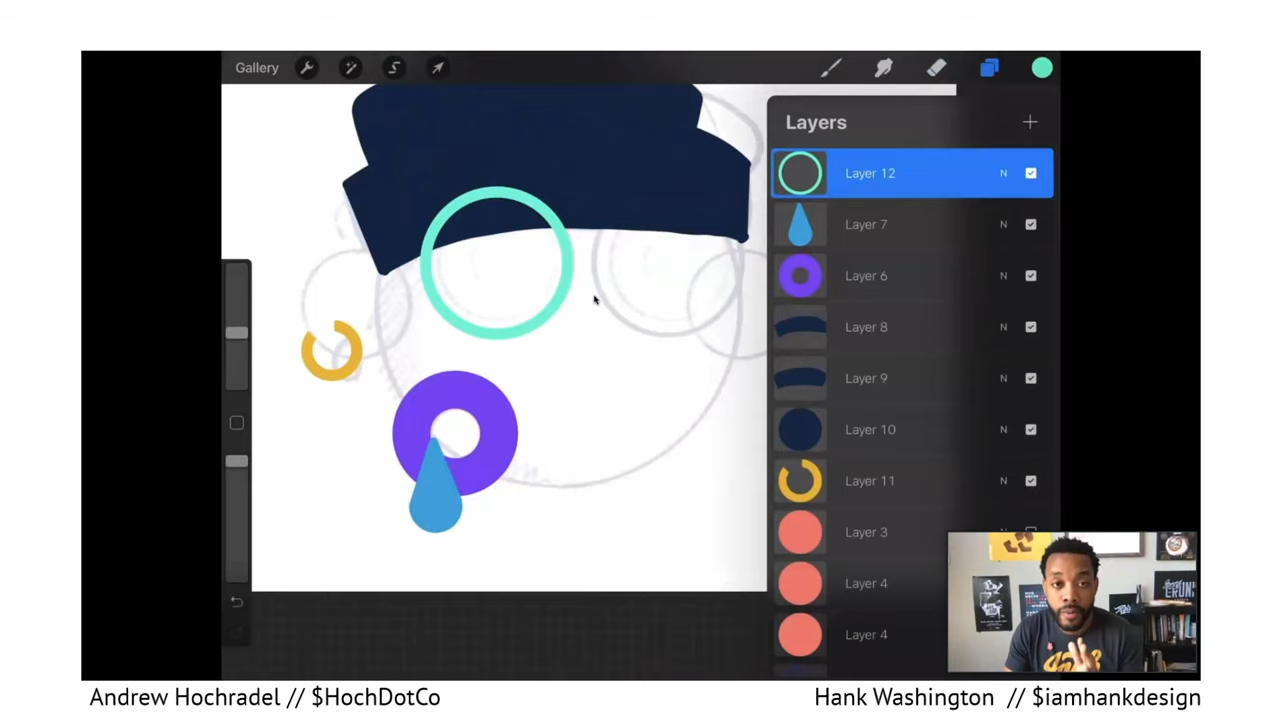 Gallery
Layers
Layer 12 N
Layer 7 N
Layer 6 N
Layer 8 N
Layer 9 N
Layer 10 N
Layer 11 N
Layer 3
Layer 4
Layer 4
Andrew Hochradel // $HochDotCo
Hank Washington // $iamhankdesign